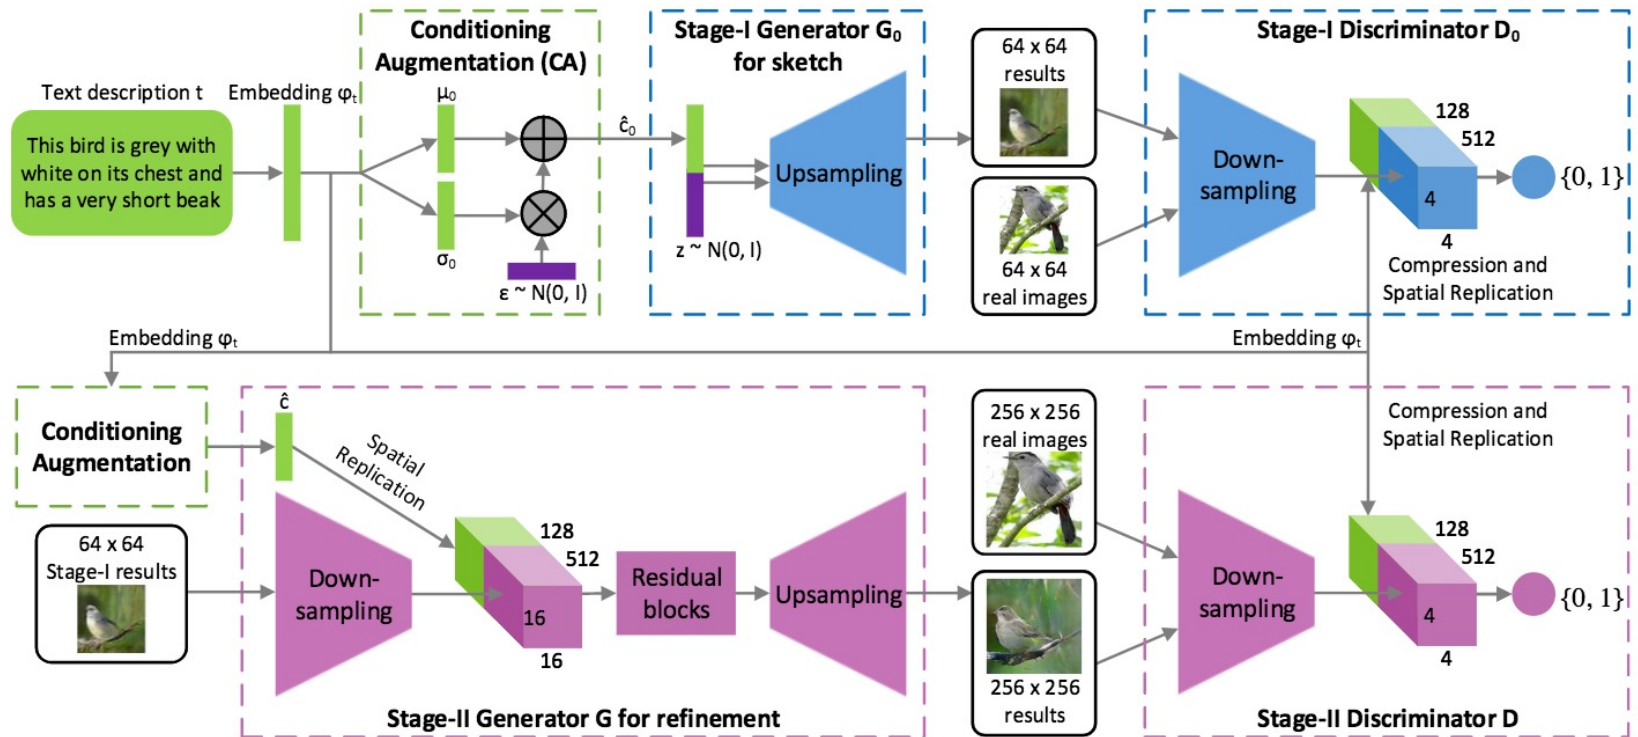 Text description t
This bird is grey with
white on its chest and
has a very short beak
Embedding φₜ
Conditioning
Augmentation (CA)
μ₀
σ₀
ε ~ N(0, I)
ĉ₀
Stage-I Generator G₀
for sketch
z ~ N(0, I)
Upsampling
64 x 64
results
64 x 64
real images
Stage-I Discriminator D₀
Down-
sampling
128
512
4
4
{0, 1}
Compression and
Spatial Replication
Embedding φₜ
Embedding φₜ
Conditioning
Augmentation
64 x 64
Stage-I results
ĉ
Spatial
Replication
Down-
sampling
128
512
16
16
Residual
blocks
Upsampling
Stage-II Generator G for refinement
256 x 256
real images
256 x 256
results
Compression and
Spatial Replication
Down-
sampling
128
512
4
4
{0, 1}
Stage-II Discriminator D